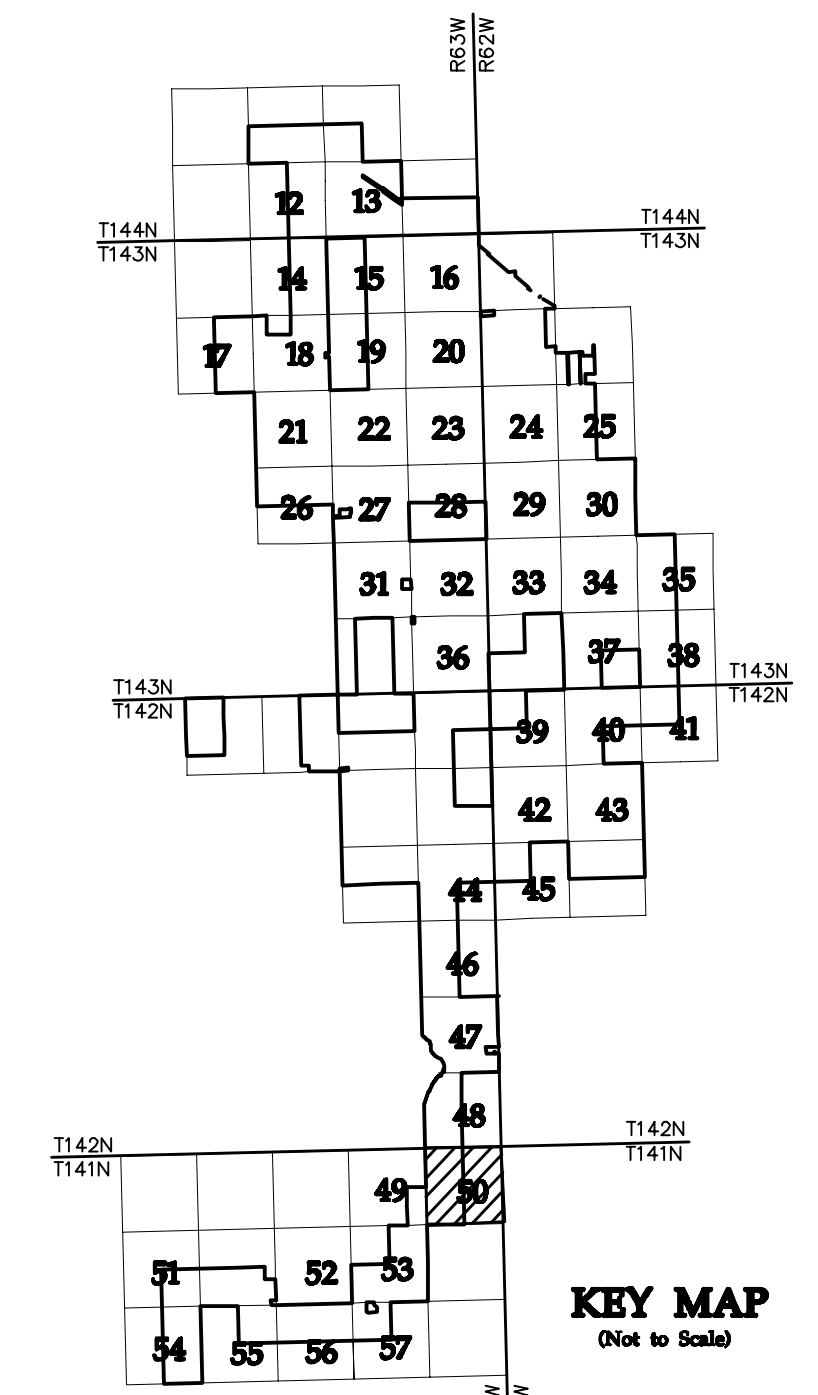 R63W
R62W
12 13
T144N T144N
T143N T143N
14 15 16
17 18 19 20
21 22 23 24 25
26 27 28 29 30
31 32 33 34 35
36 37 38
T143N T143N
T142N T142N
39 40 41
42 43
44 45
46
47
48
T142N T142N
T141N T141N
49 50
51 52 53
54 55 56 57
KEY MAP
(Not to Scale)
W
W